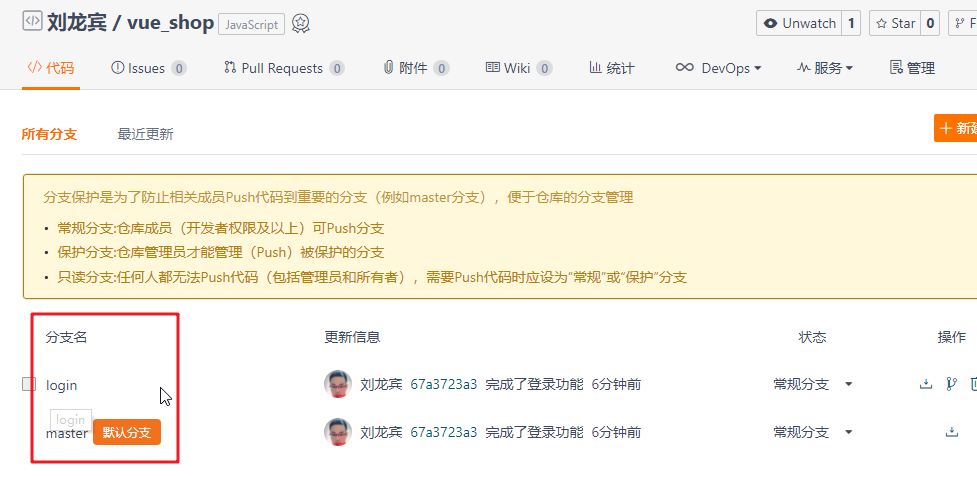 刘龙宾 / vue_shop JavaScript Unwatch 1 Star 0 F
代码 Issues 0 Pull Requests 0 附件 0 Wiki 0 统计 DevOps 服务 管理
所有分支 最近更新 + 新建
分支保护是为了防止相关成员Push代码到重要的分支（例如master分支），便于仓库的分支管理
• 常规分支:仓库成员（开发者权限及以上）可Push分支
• 保护分支:仓库管理员才能管理（Push）被保护的分支
• 只读分支:任何人都无法Push代码（包括管理员和所有者），需要Push代码时应设为“常规”或“保护”分支
分支名 更新信息 状态 操作
login 刘龙宾 67a3723a3 完成了登录功能 6分钟前 常规分支
login
master 默认分支 刘龙宾 67a3723a3 完成了登录功能 6分钟前 常规分支